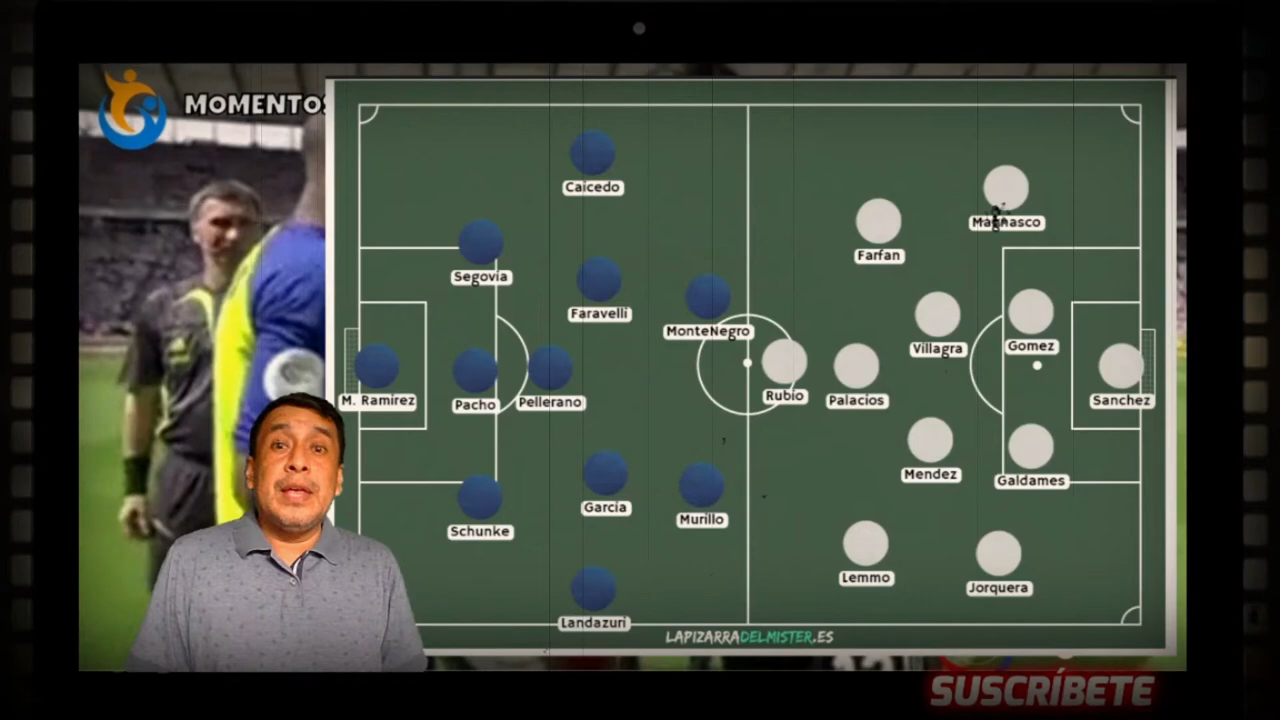 MOMENTOS
Caicedo
Magnasco
Segovia
Farfan
Faravelli
MonteNegro
Villagra
Gomez
M. Ramirez
Pacho
Pellerano
Rubio
Palacios
Sanchez
Mendez
Galdames
Garcia
Murillo
Schunke
Lemmo
Jorquera
Landazuri
LAPIZARRADELMISTER.ES
SUSCRÍBETE